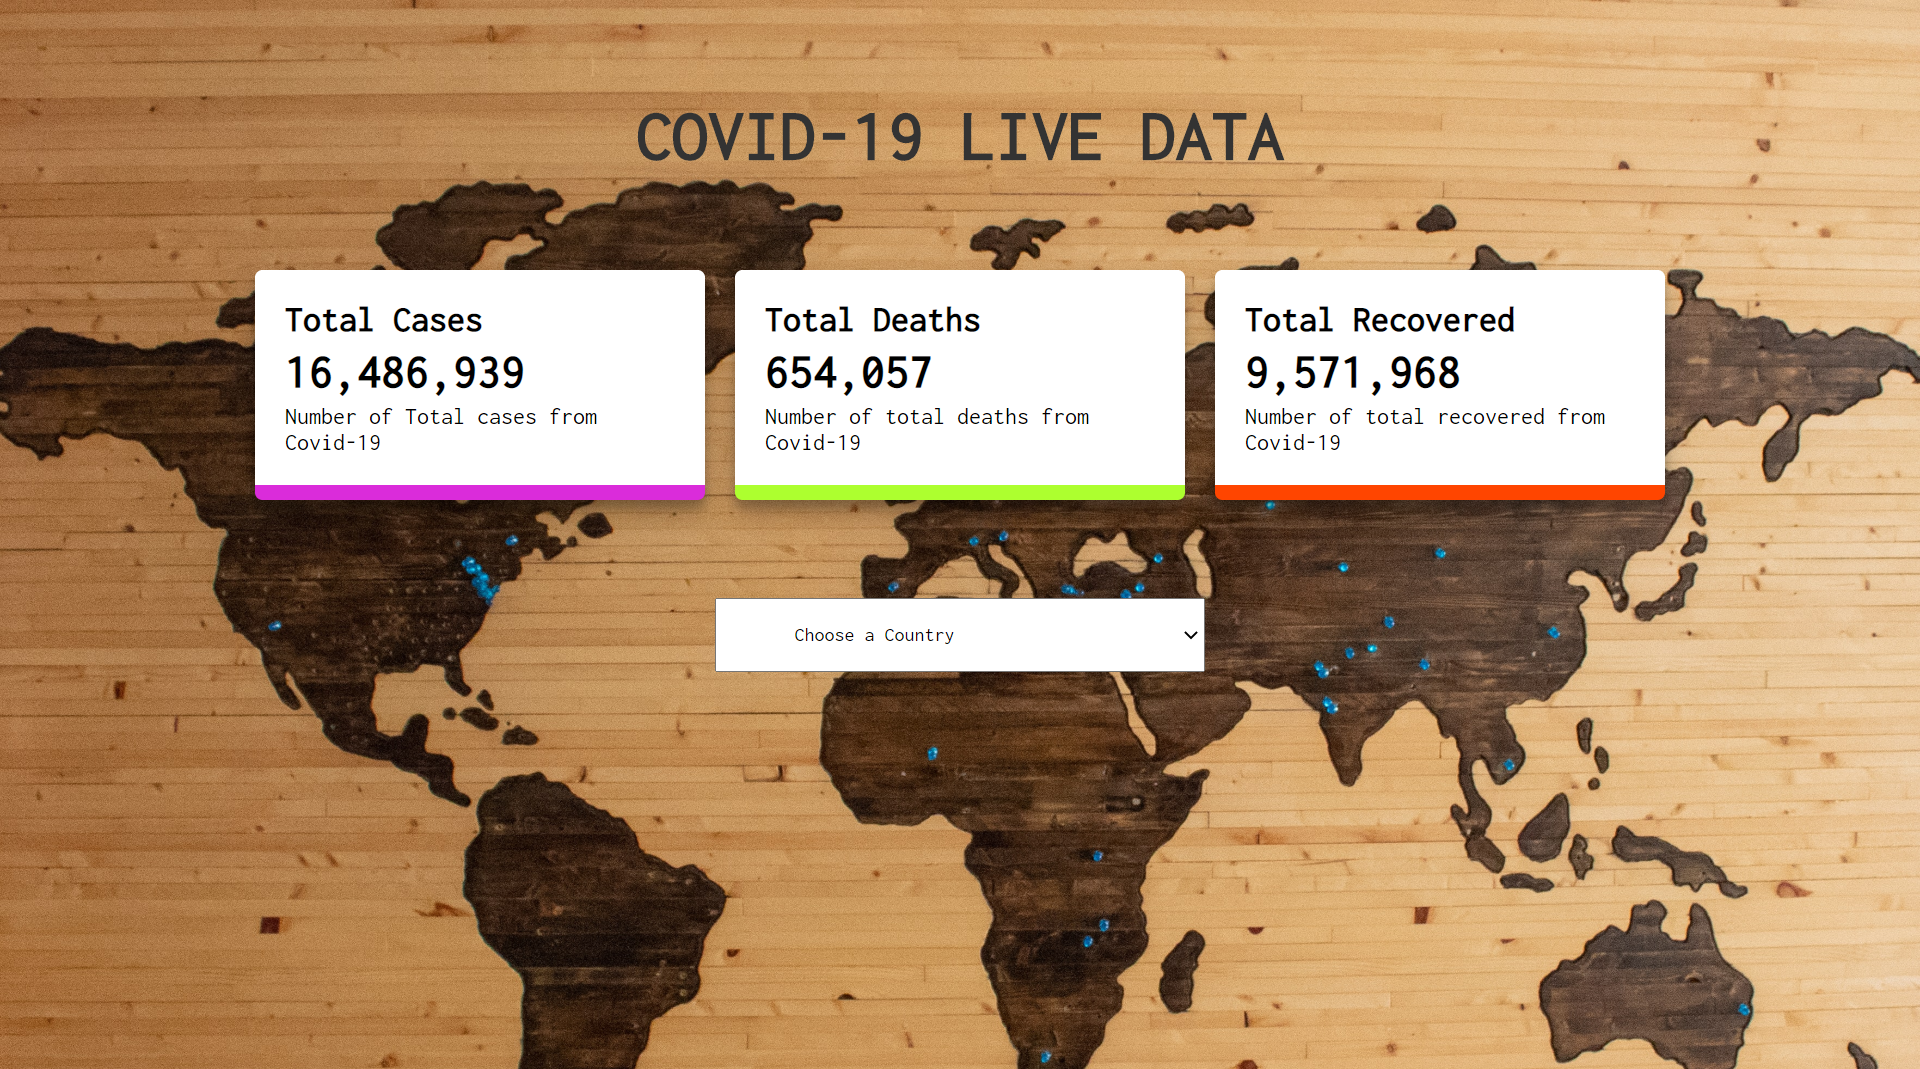 COVID-19 LIVE DATA
Total Cases
16,486,939
Number of Total cases from
Covid-19
Total Deaths
654,057
Number of total deaths from
Covid-19
Total Recovered
9,571,968
Number of total recovered from
Covid-19
Choose a Country